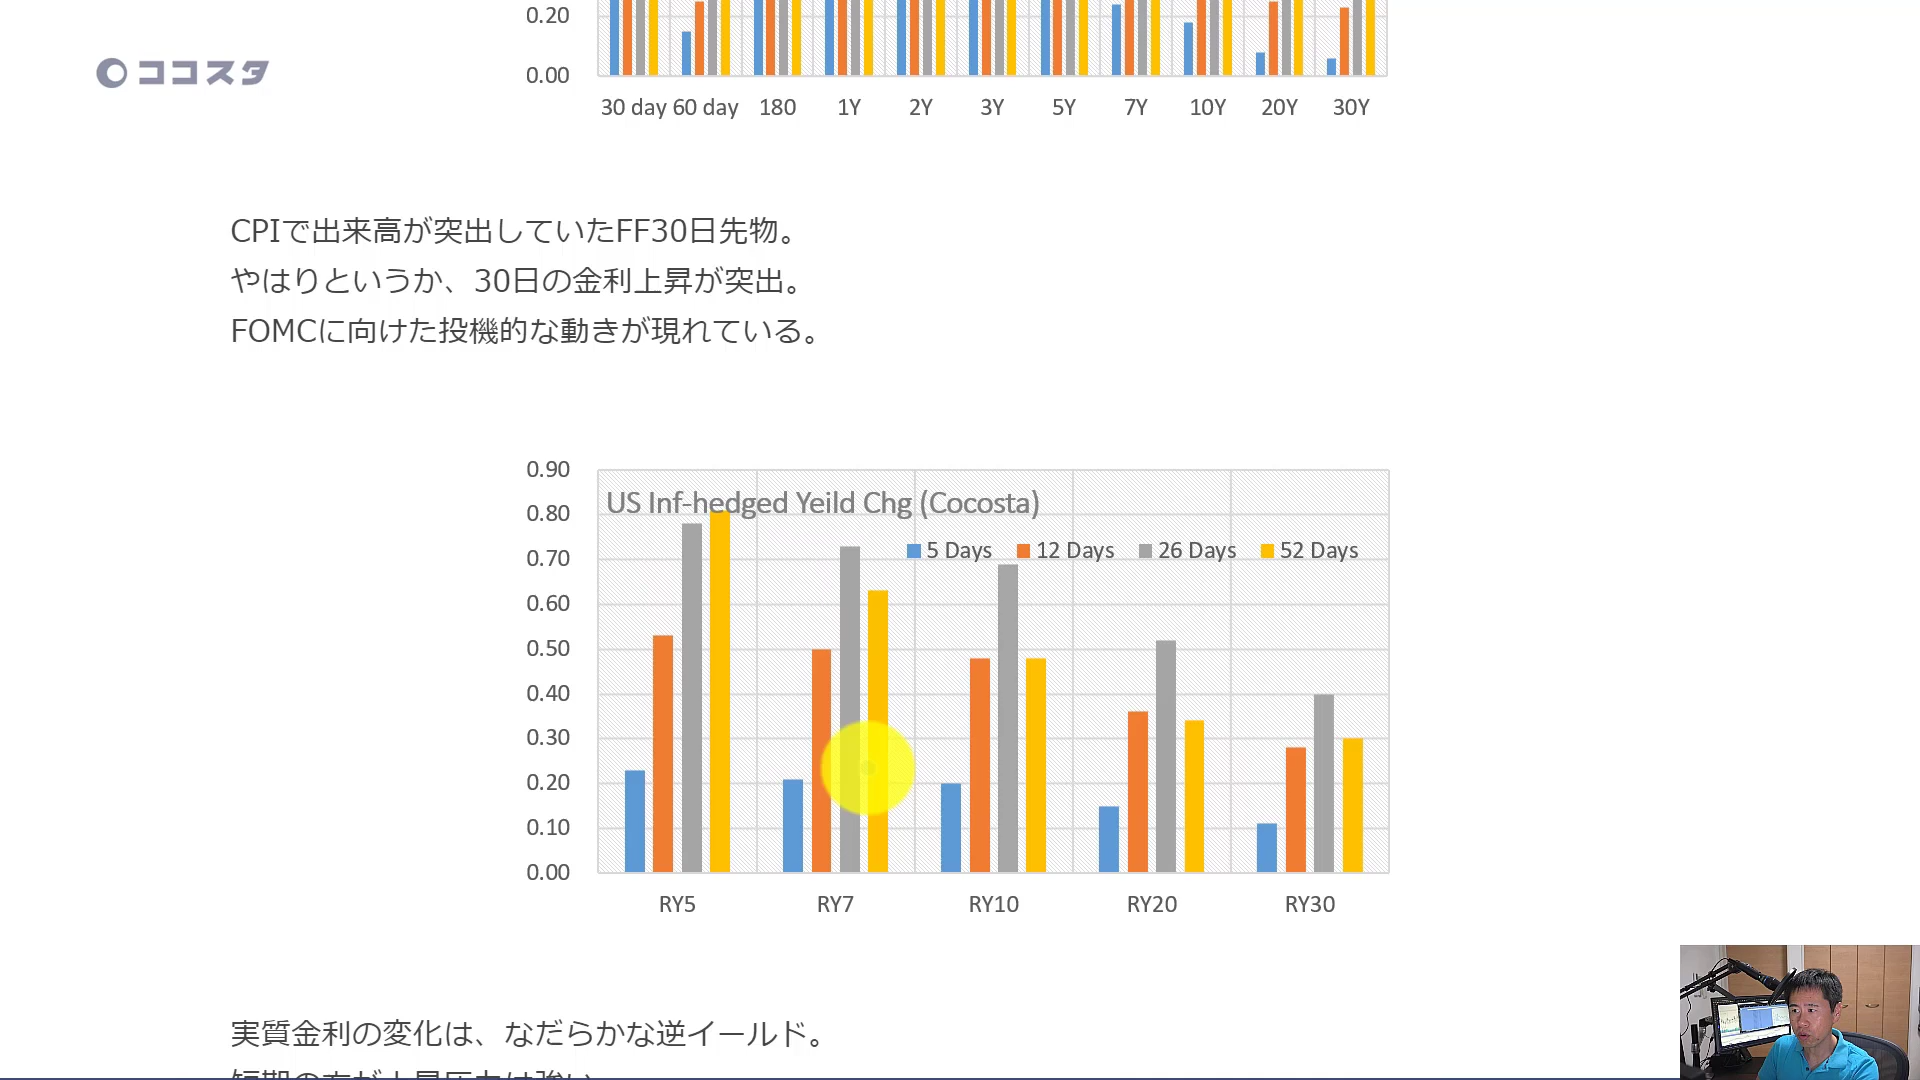 0.20
0.00
30 day 60 day 180 1Y 2Y 3Y 5Y 7Y 10Y 20Y 30Y
ココスタ
CPIで出来高が突出していたFF30日先物。
やはりというか、30日の金利上昇が突出。
FOMCに向けた投機的な動きが現れている。
US Inf-hedged Yeild Chg (Cocosta)
5 Days 12 Days 26 Days 52 Days
0.90
0.80
0.70
0.60
0.50
0.40
0.30
0.20
0.10
0.00
RY5 RY7 RY10 RY20 RY30
実質金利の変化は、なだらかな逆イールド。